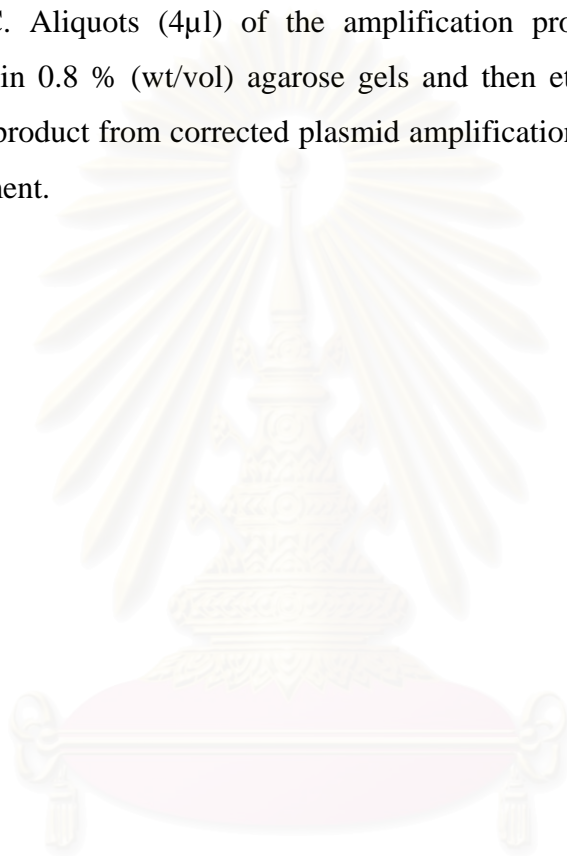 C. Aliquots (4µl) of the amplification pro
in 0.8 % (wt/vol) agarose gels and then et
product from corrected plasmid amplification
ment.